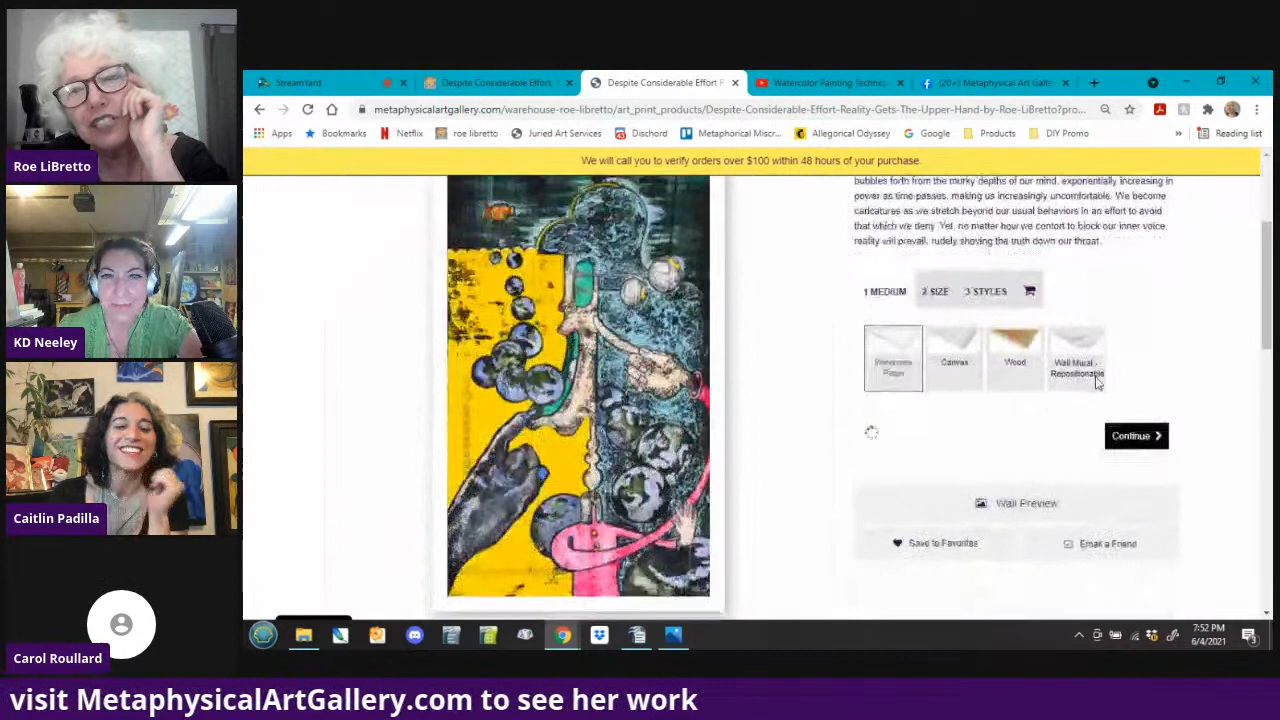 Roe LiBretto
KD Neeley
Caitlin Padilla
Carol Roullard
StreamYard
Despite Considerable Effort
Despite Considerable Effort R
Watercolor Painting Techniq
(20+) Metaphysical Art Galle
metaphysicalartgallery.com/warehouse-roe-libretto/art_print_products/Despite-Considerable-Effort-Reality-Gets-The-Upper-Hand-by-Roe-LiBretto?pro...
Apps
Bookmarks
Netflix
roe libretto
Juried Art Services
Dischord
Metaphorical Miscr...
Allegorical Odyssey
Google
Products
DIY Promo
»
Reading list
We will call you to verify orders over $100 within 48 hours of your purchase.
bubbles forth from the murky depths of our mind, exponentially increasing in
power as time passes, making us increasingly uncomfortable. We become
caricatures as we stretch beyond our usual behaviors in an effort to avoid
that which we deny. Yet, no matter how we contort to block our inner voice,
reality will prevail, rudely shoving the truth down our throat.
1 MEDIUM
2 SIZE
3 STYLES
Canvas
Wood
Wall Mural -
Repositionable
Continue
Wall Preview
Save to Favorites
Email a Friend
7:52 PM
6/4/2021
3
visit MetaphysicalArtGallery.com to see her work